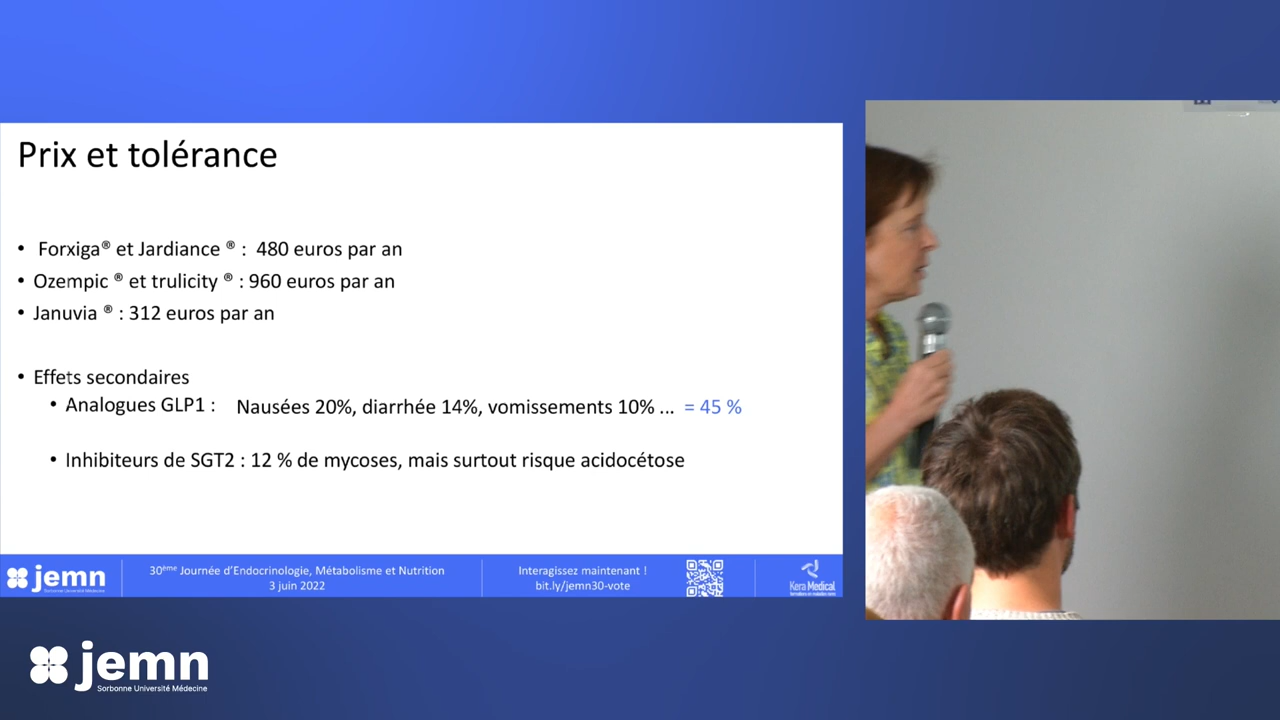 Prix et tolérance
• Forxiga® et Jardiance ® : 480 euros par an
• Ozempic ® et trulicity ® : 960 euros par an
• Januvia ® : 312 euros par an
• Effets secondaires
• Analogues GLP1 : Nausées 20%, diarrhée 14%, vomissements 10% ... = 45 %
• Inhibiteurs de SGT2 : 12 % de mycoses, mais surtout risque acidocétose
jemn
Sorbonne Université Médecine
30ème Journée d'Endocrinologie, Métabolisme et Nutrition
3 juin 2022
Interagissez maintenant !
bit.ly/jemn30-vote
Kera Medical
jemn
Sorbonne Université Médecine